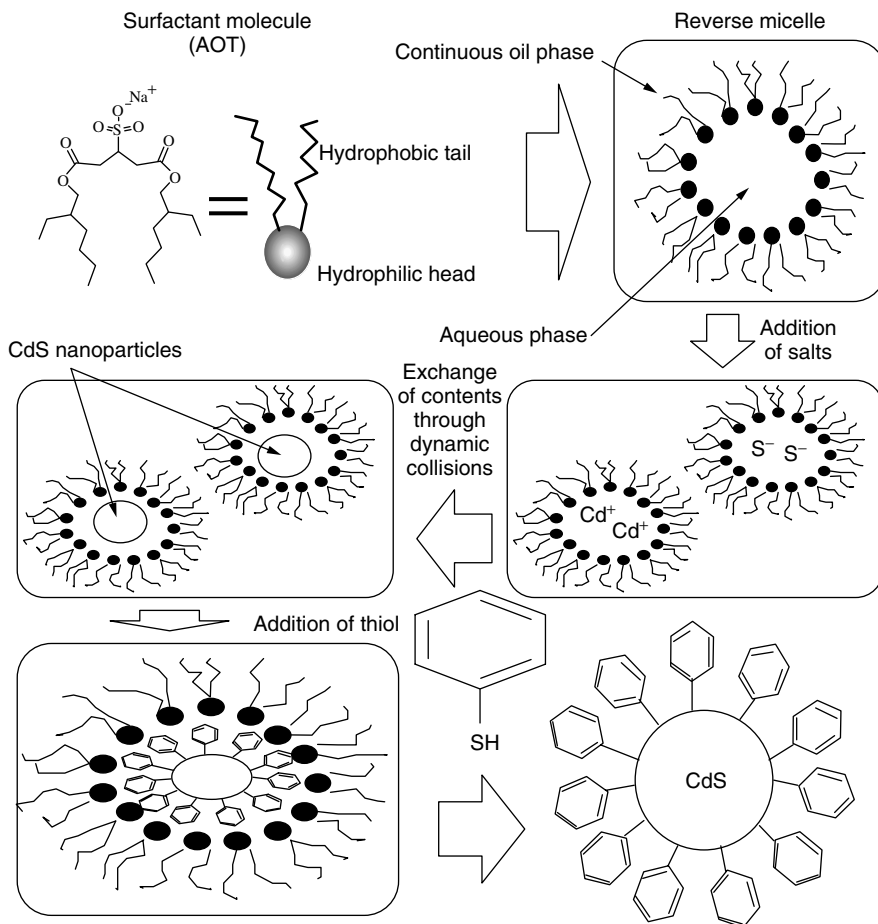 Surfactant molecule
(AOT)
Reverse micelle
Continuous oil phase
O
–Na⁺
O=S=O
O
O
O
O
Hydrophobic tail
=
Hydrophilic head
Aqueous phase
Addition
of salts
CdS nanoparticles
Exchange
of contents
through
dynamic
collisions
S⁻ S⁻
Cd⁺
Cd⁺
Addition of thiol
SH
CdS